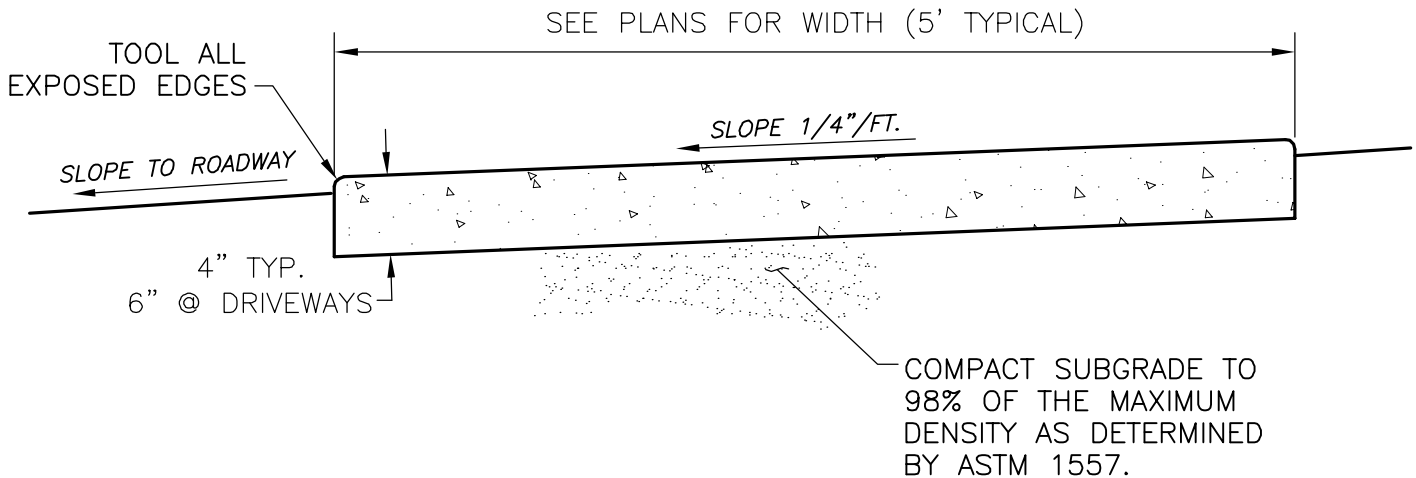 SEE PLANS FOR WIDTH (5' TYPICAL)
TOOL ALL
EXPOSED EDGES
SLOPE 1/4"/FT.
SLOPE TO ROADWAY
4" TYP.
6" @ DRIVEWAYS
COMPACT SUBGRADE TO
98% OF THE MAXIMUM
DENSITY AS DETERMINED
BY ASTM 1557.